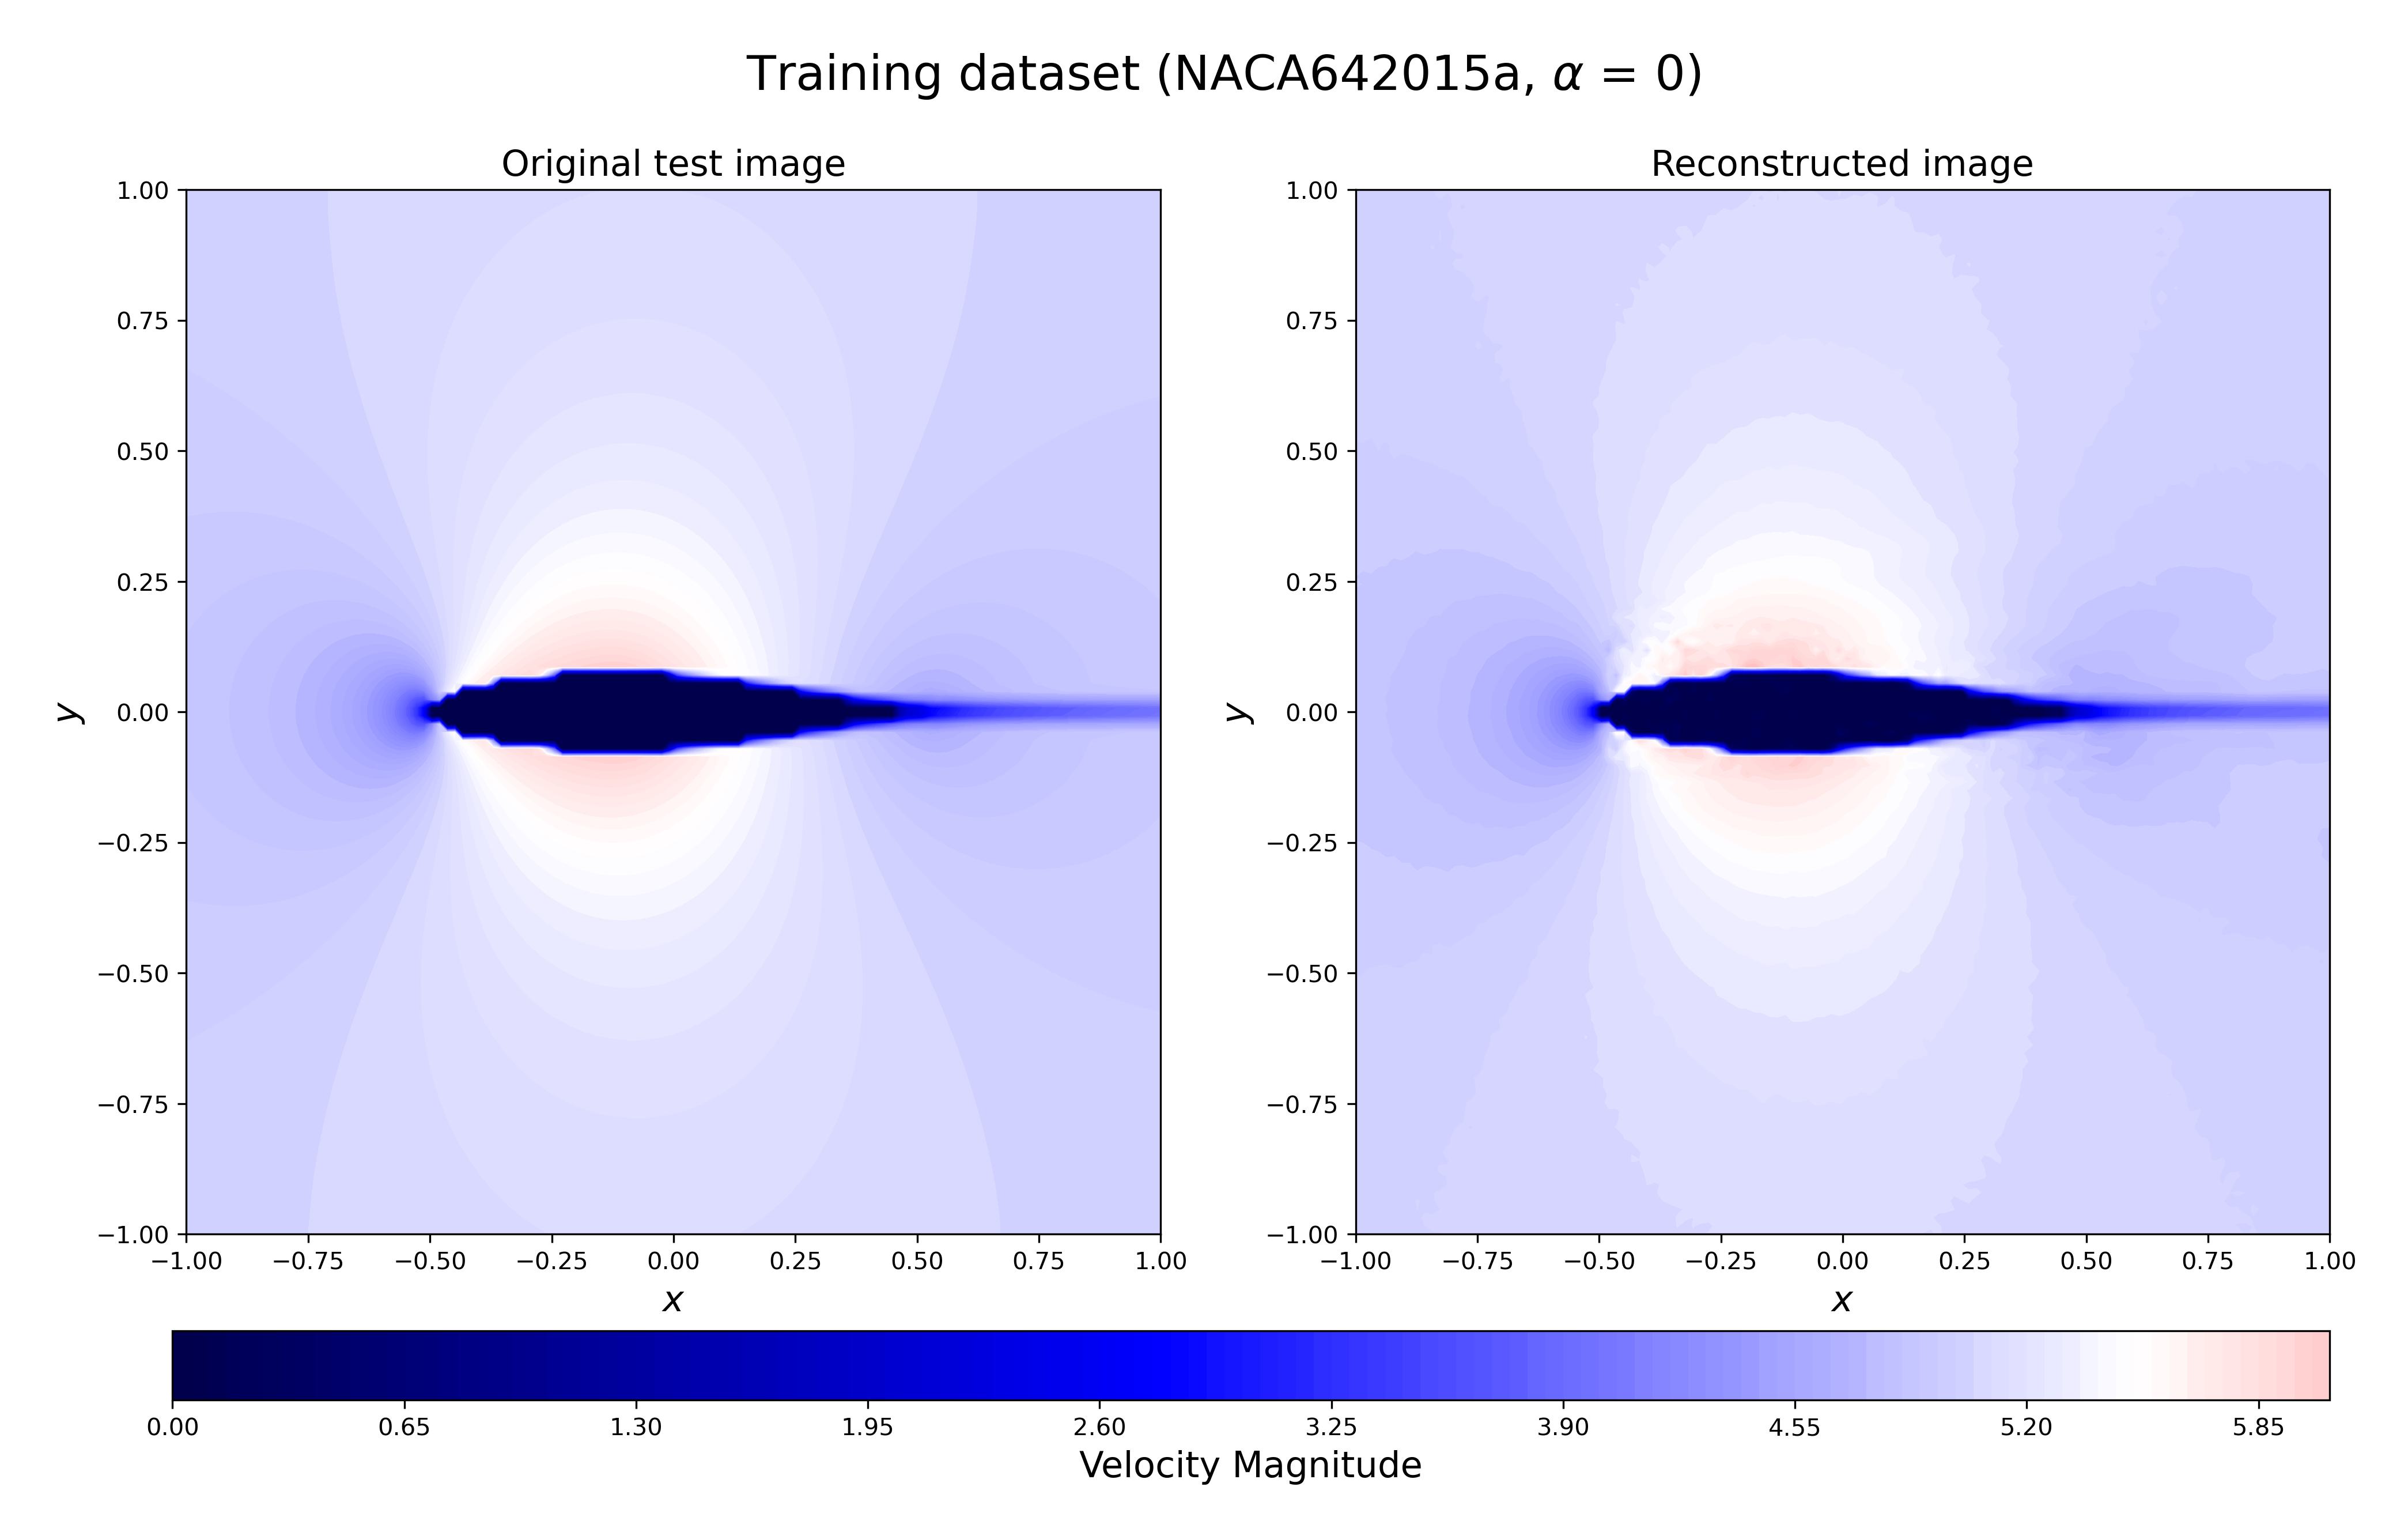 Training dataset (NACA642015a, α = 0)
Original test image
1.00
0.75
0.50
0.25
0.00
−0.25
−0.50
−0.75
−1.00
y
−1.00 −0.75 −0.50 −0.25 0.00 0.25 0.50 0.75 1.00
x
Reconstructed image
1.00
0.75
0.50
0.25
0.00
−0.25
−0.50
−0.75
−1.00
y
−1.00 −0.75 −0.50 −0.25 0.00 0.25 0.50 0.75 1.00
x
0.00 0.65 1.30 1.95 2.60 3.25 3.90 4.55 5.20 5.85
Velocity Magnitude